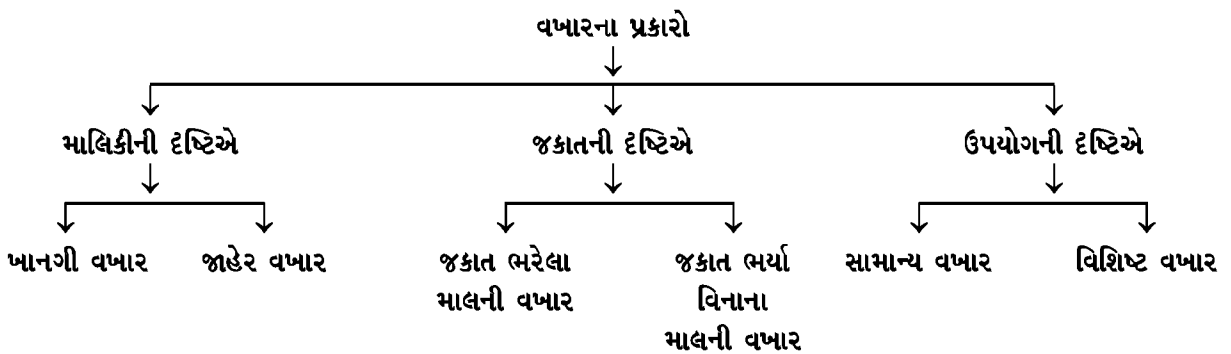 વખારના પ્રકારો
માલિકીની દૃષ્ટિએ
જકાતની દૃષ્ટિએ
ઉપયોગની દૃષ્ટિએ
ખાનગી વખાર
જાહેર વખાર
જકાત ભરેલા
માલની વખાર
જકાત ભર્યા
વિનાના
માલની વખાર
સામાન્ય વખાર
વિશિષ્ટ વખાર